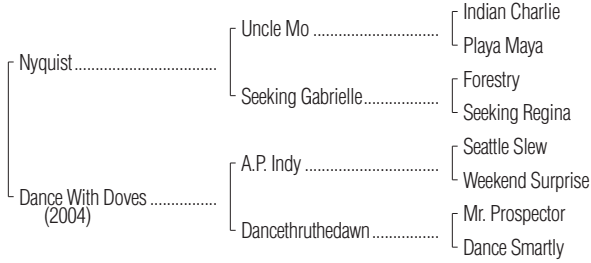 Indian Charlie
Uncle Mo ...................................
Playa Maya
Nyquist ........................................
Forestry
Seeking Gabrielle .....................
Seeking Regina
Seattle Slew
A.P. Indy .....................................
Weekend Surprise
Dance With Doves ...................
(2004)
Mr. Prospector
Dancethruthedawn ...................
Dance Smartly